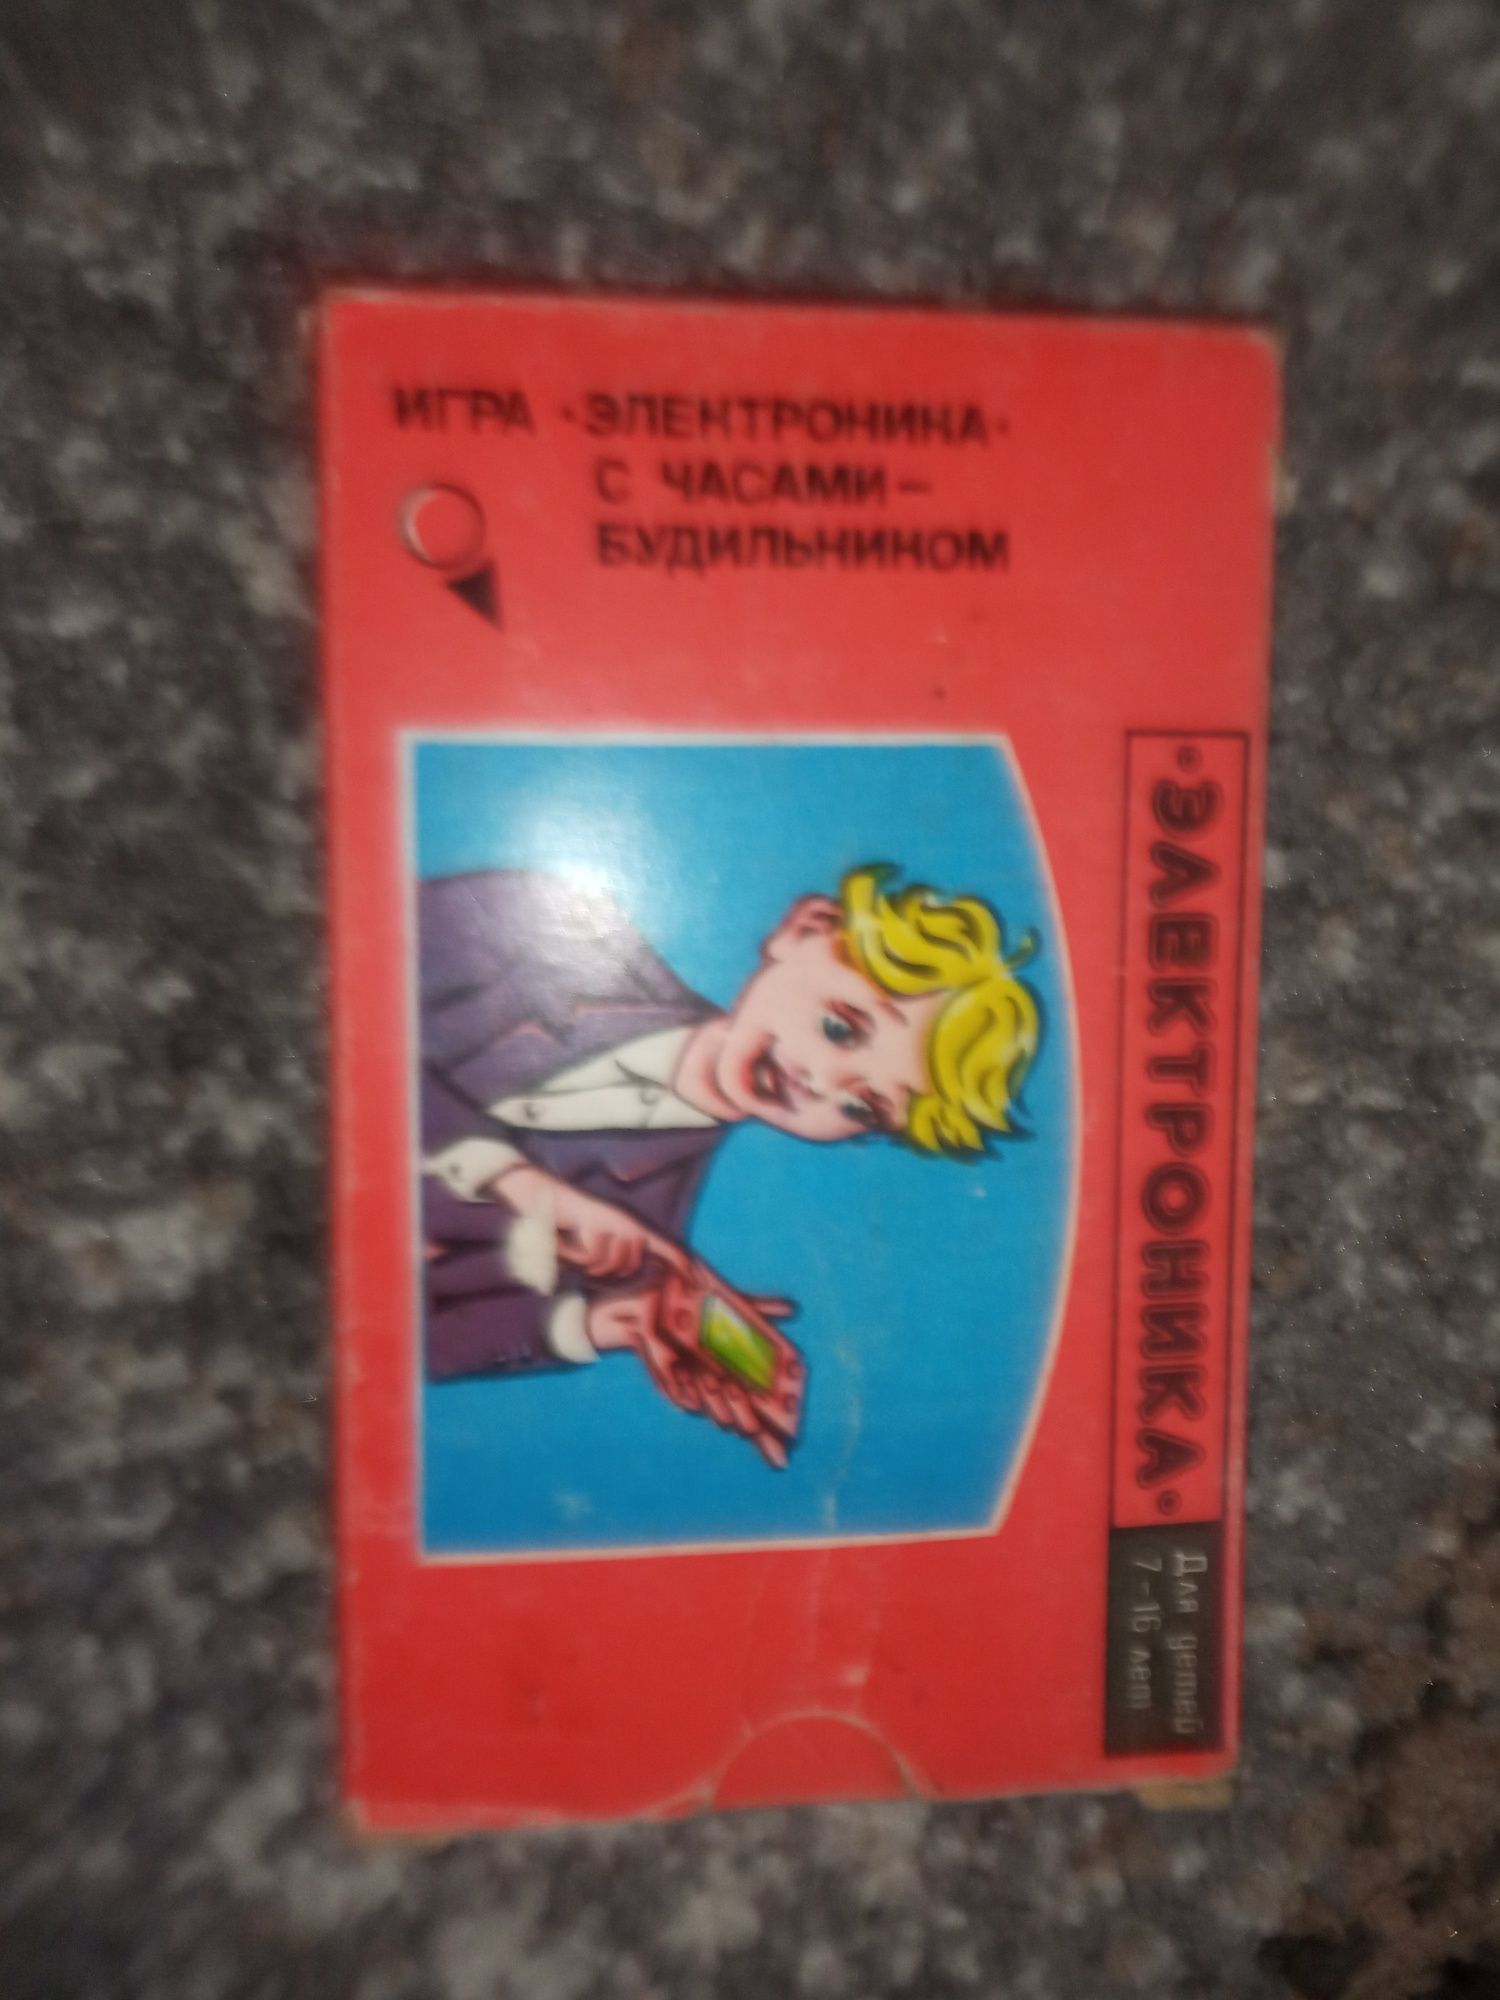 ИГРА «ЭЛЕКТРОНИКА»
С ЧАСАМИ-
БУДИЛЬНИКОМ
•ЭЛЕКТРОНИКА•
Для детей
7-16 лет